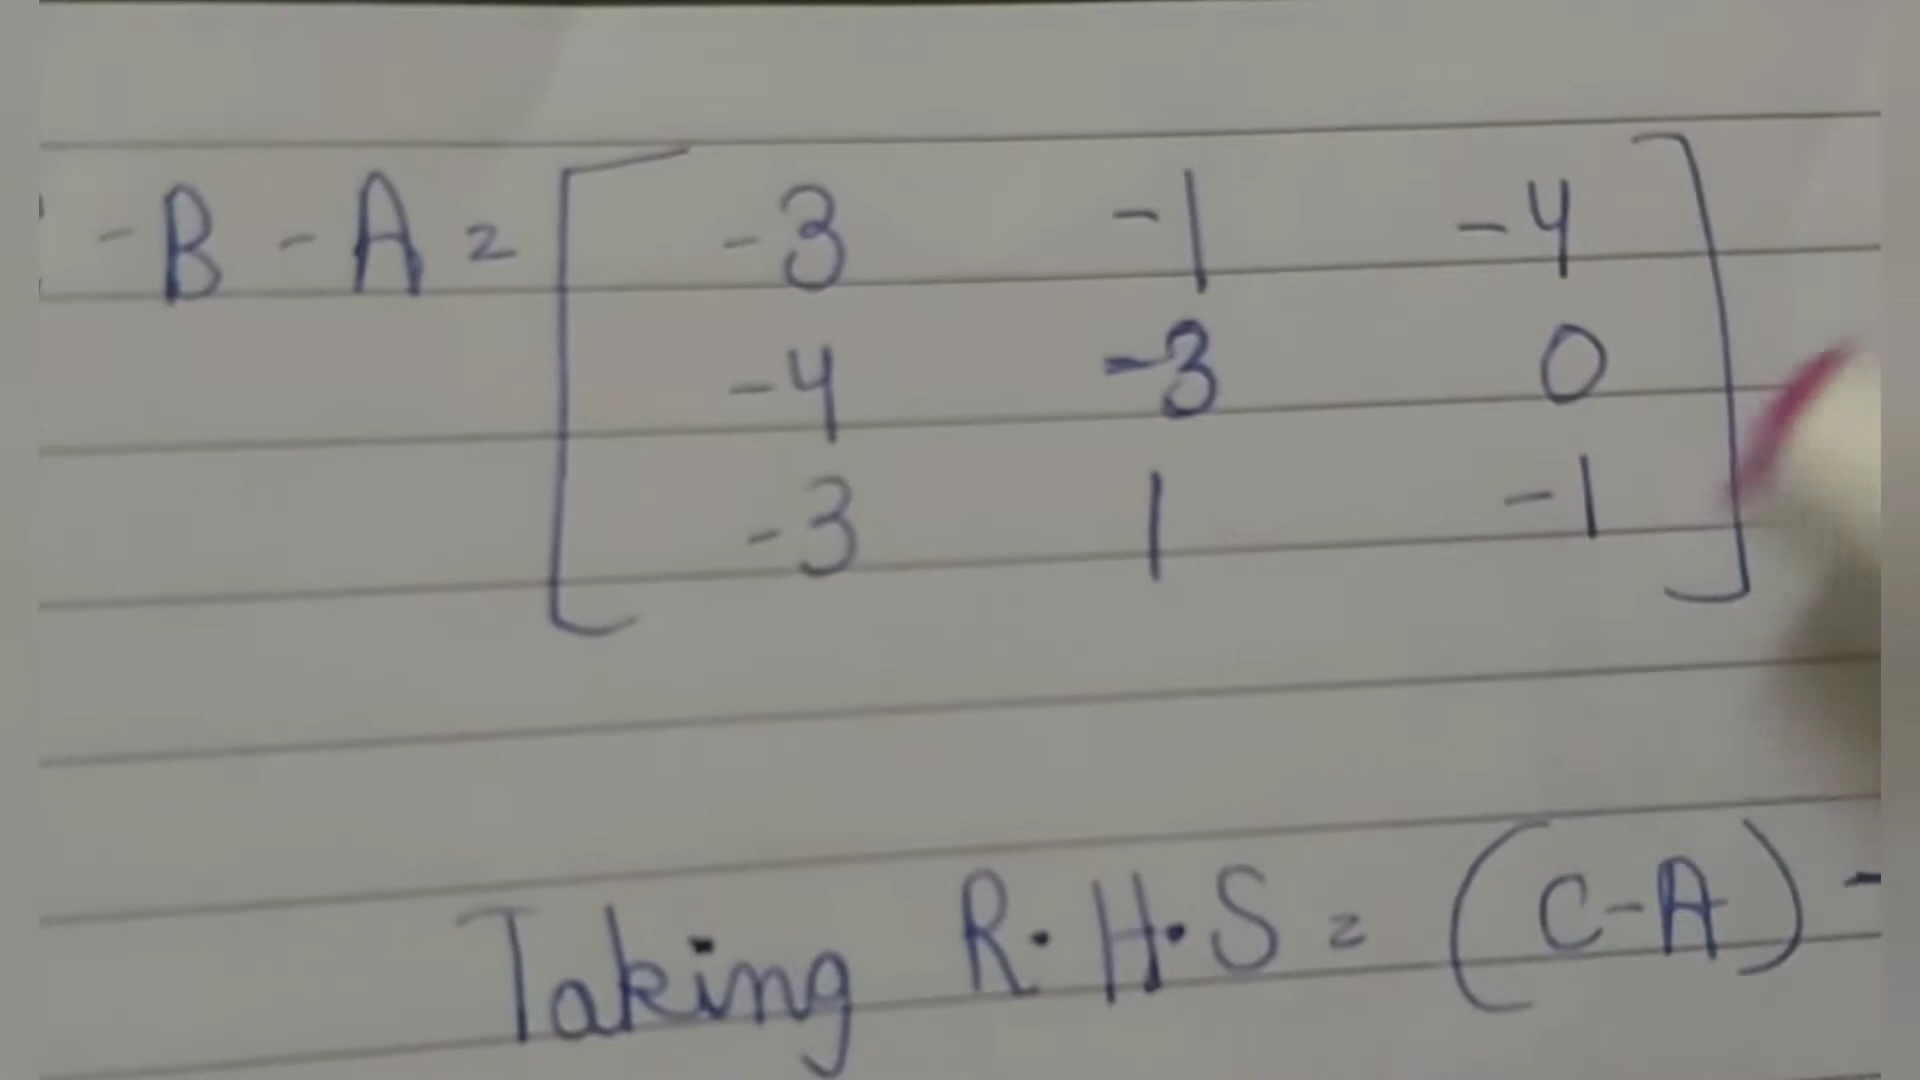 - B - A = [ -3 -1 -4
-4 -3 0
-3 1 -1 ]
Taking R.H.S = (C-A) -